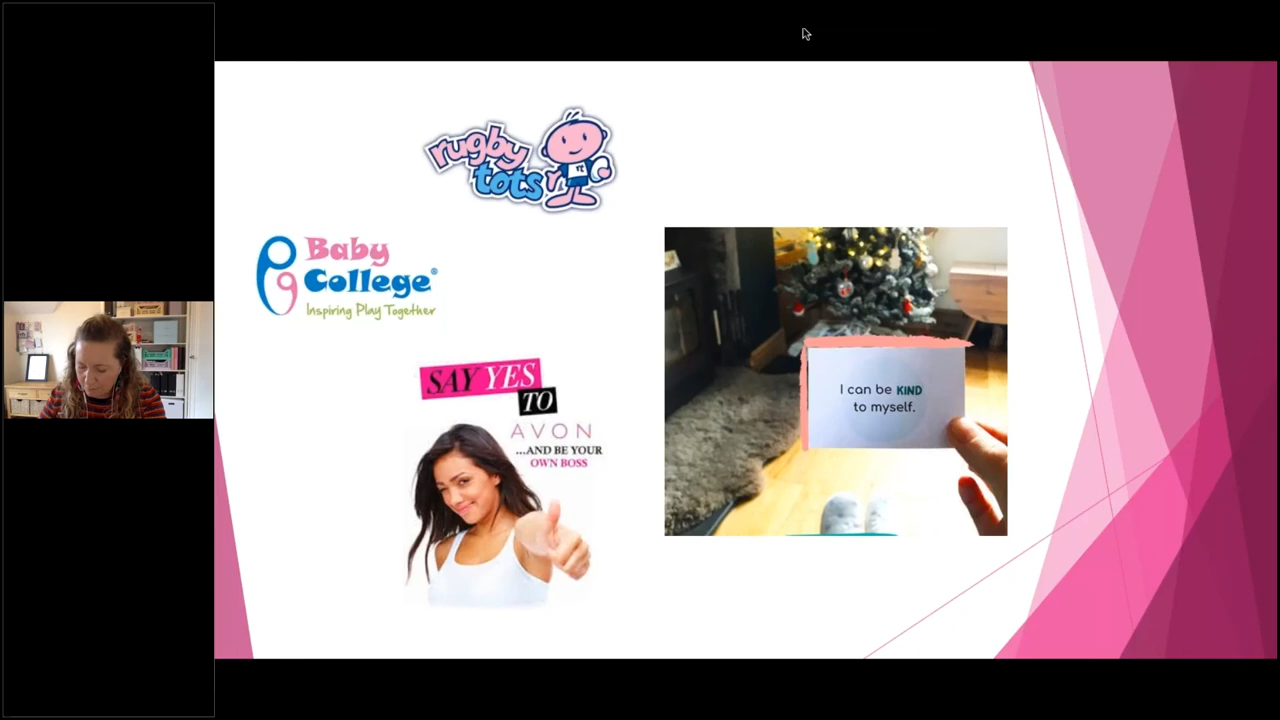 rugby
tots
Baby
College®
Inspiring Play Together
SAY YES
TO
AVON
...AND BE YOUR
OWN BOSS
I can be KIND
to myself.